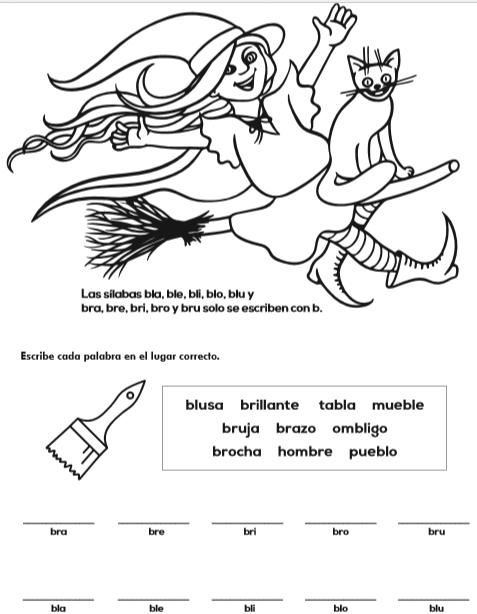 Las sílabas bla, ble, bli, blo, blu y
bra, bre, bri, bro y bru solo se escriben con b.
Escribe cada palabra en el lugar correcto.
blusa brillante tabla mueble
bruja brazo ombligo
brocha hombre pueblo
bra bre bri bro bru
bla ble bli blo blu